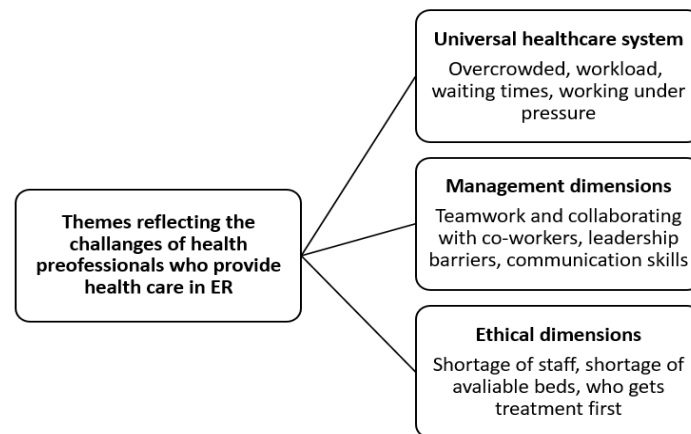 Themes reflecting the
challanges of health
preofessionals who provide
health care in ER
Universal healthcare system
Overcrowded, workload,
waiting times, working under
pressure
Management dimensions
Teamwork and collaborating
with co-workers, leadership
barriers, communication skills
Ethical dimensions
Shortage of staff, shortage of
avaliable beds, who gets
treatment first